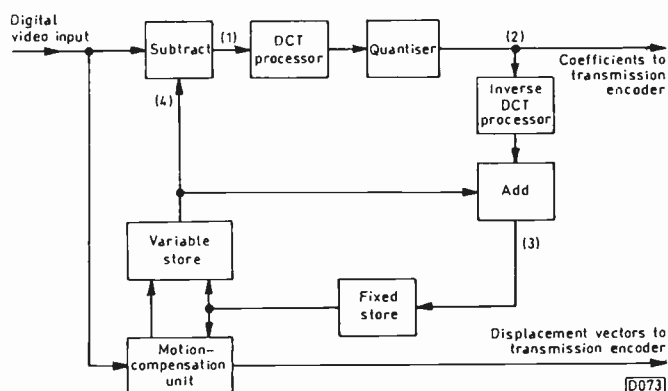 Digital
video input
Subtract
(1)
DCT
processor
Quantiser
(2)
Coefficients to
transmission
encoder
(4)
Inverse
DCT
processor
Add
Variable
store
(3)
Fixed
store
Motion-
compensation
unit
Displacement vectors to
transmission encoder
D073